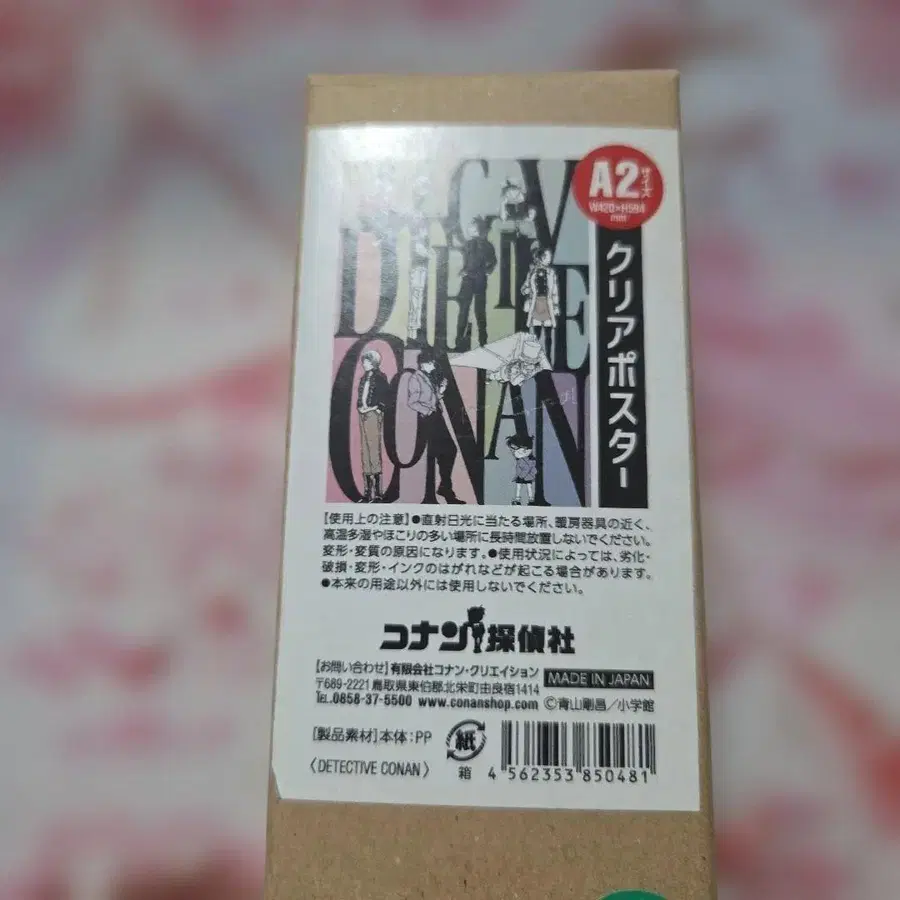 A2サイズ
W420×H594
mm
クリアポスター
DETECTIVE
CONAN
【使用上の注意】●直射日光に当たる場所、暖房器具の近く、
高温多湿やほこりの多い場所に長時間放置しないでください。
変形・変質の原因になります。●使用状況によっては、劣化・
破損・変形・インクのはがれなどが起こる場合があります。
●本来の用途以外には使用しないでください。
コナン探偵社
【お問い合わせ】有限会社コナン・クリエイション
〒689-2221 鳥取県東伯郡北栄町由良宿1414
MADE IN JAPAN
TEL.0858-37-5500 www.conanshop.com ©青山剛昌/小学館
【製品素材】本体:PP
〈DETECTIVE CONAN〉
紙
箱
4 562353 850481